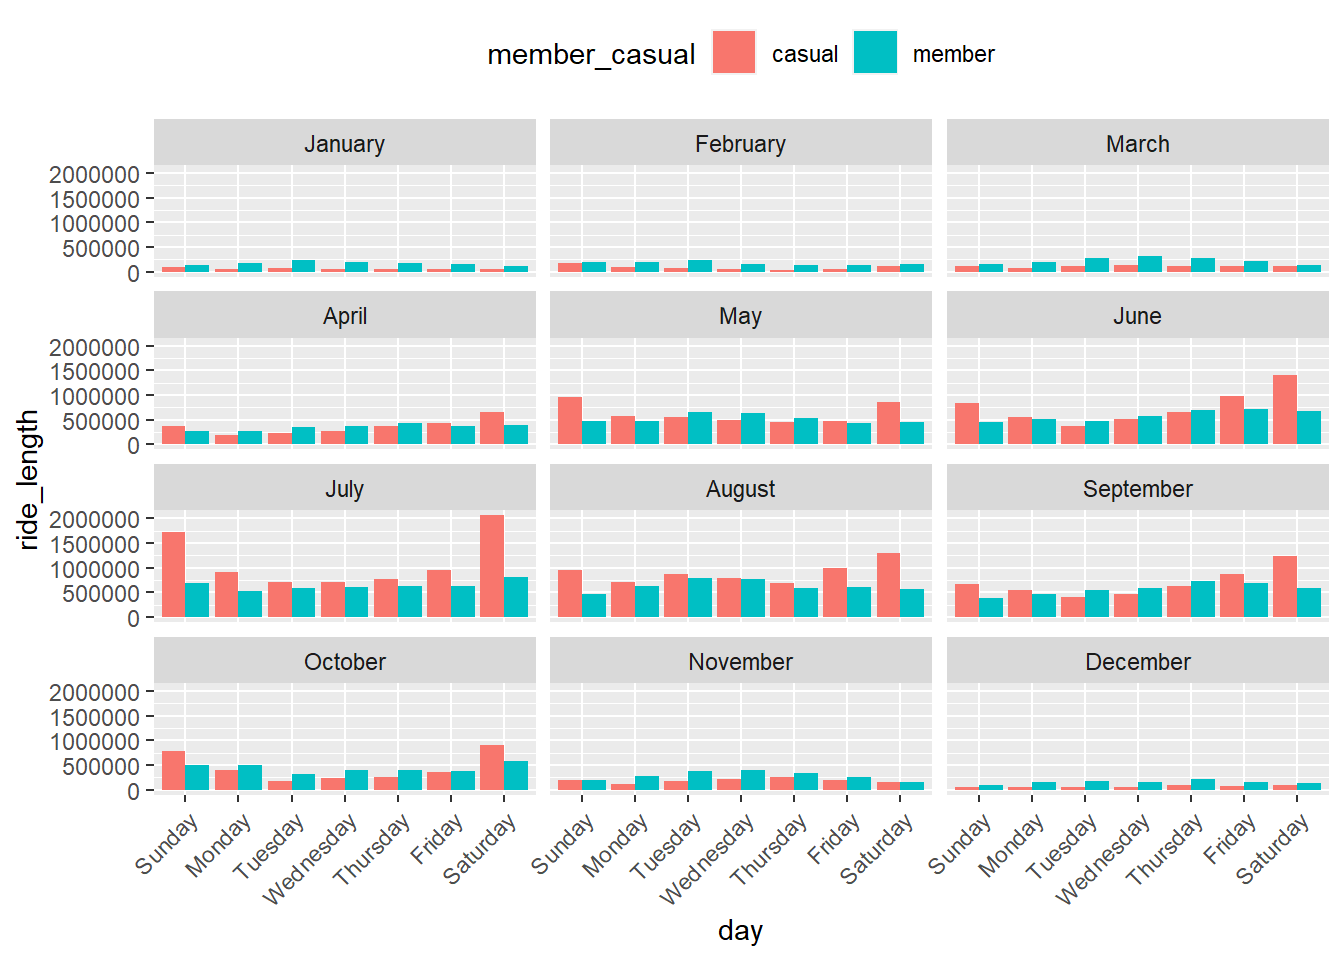 member_casual casual member
January February March
2000000
1500000
1000000
500000
0
April May June
2000000
1500000
1000000
500000
0
July August September
2000000
1500000
1000000
500000
0
October November December
2000000
1500000
1000000
500000
0
ride_length
Sunday Monday Tuesday Wednesday Thursday Friday Saturday Sunday Monday Tuesday Wednesday Thursday Friday Saturday Sunday Monday Tuesday Wednesday Thursday Friday Saturday
day